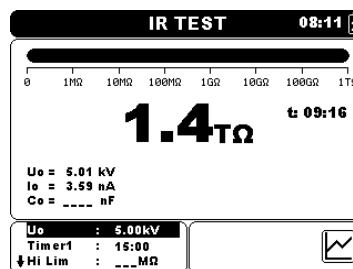 IR TEST 08:11
0 1MΩ 10MΩ 100MΩ 1GΩ 10GΩ 100GΩ 1T
1.4TΩ
t: 09:16
Uo = 5.01 kV
Io = 3.59 nA
Co = ____ nF
Uo : 5.00kV
Timer1 : 15:00
Hi Lim : ___MΩ